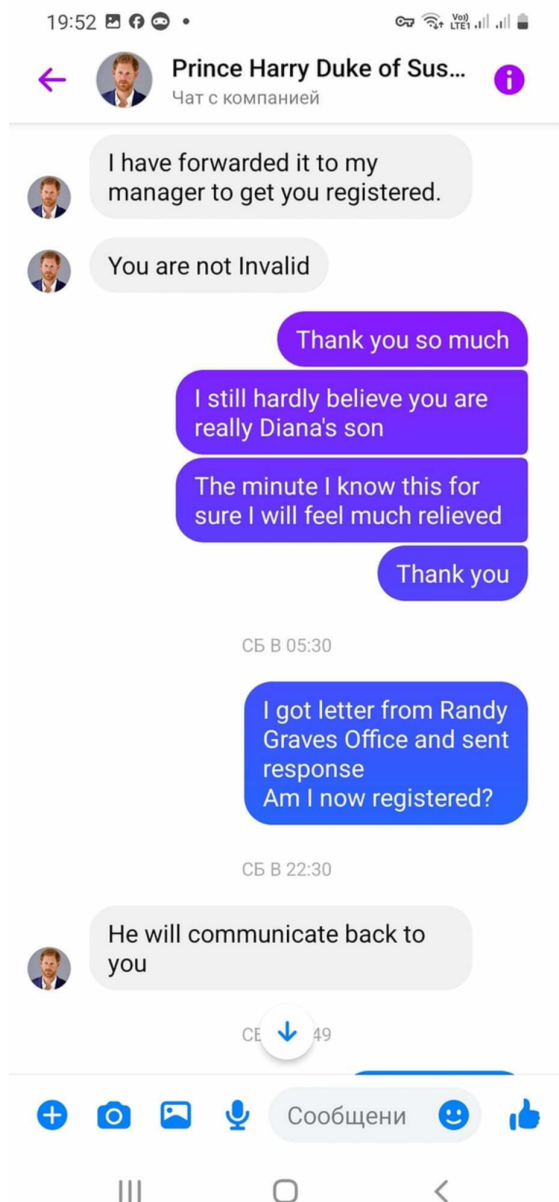 19:52
Vo))
LTE1
Prince Harry Duke of Sus...
Чат с компанией
I have forwarded it to my
manager to get you registered.
You are not Invalid
Thank you so much
I still hardly believe you are
really Diana's son
The minute I know this for
sure I will feel much relieved
Thank you
СБ В 05:30
I got letter from Randy
Graves Office and sent
response
Am I now registered?
СБ В 22:30
He will communicate back to
you
49
Сообщени